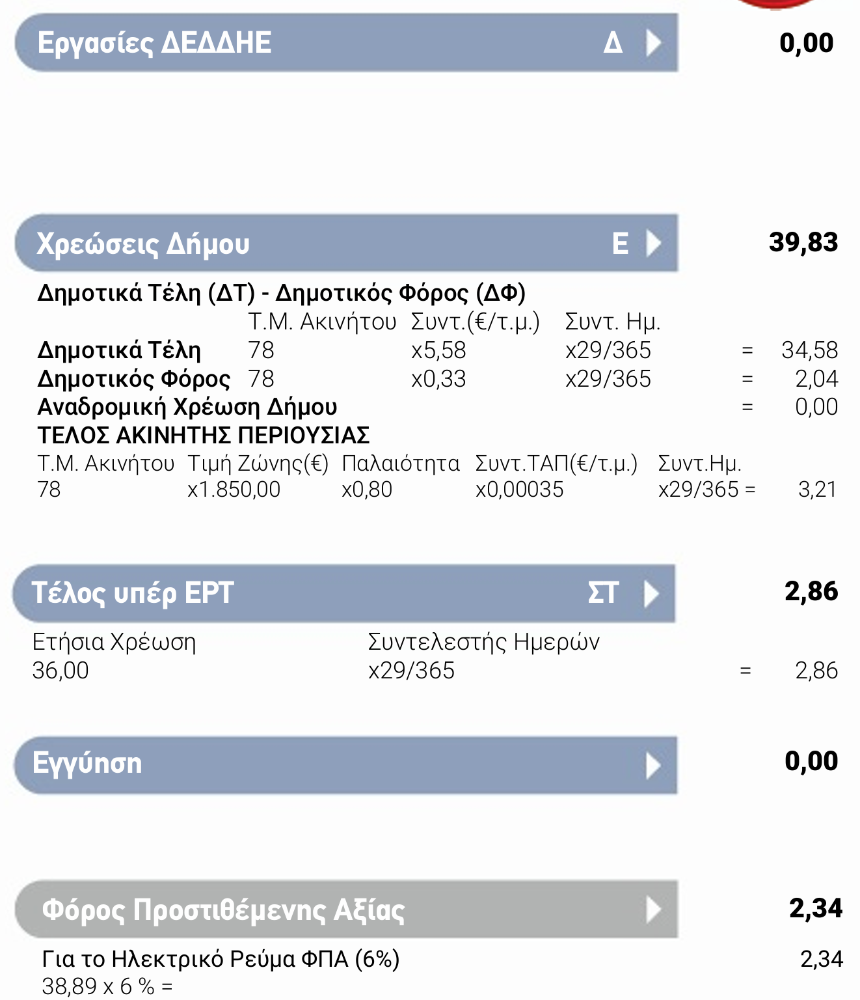 Εργασίες ΔΕΔΔΗΕ Δ 0,00
Χρεώσεις Δήμου Ε 39,83
Δημοτικά Τέλη (ΔΤ) - Δημοτικός Φόρος (ΔΦ)
Τ.Μ. Ακινήτου Συντ.(€/τ.μ.) Συντ. Ημ.
Δημοτικά Τέλη 78 x5,58 x29/365 = 34,58
Δημοτικός Φόρος 78 x0,33 x29/365 = 2,04
Αναδρομική Χρέωση Δήμου = 0,00
ΤΕΛΟΣ ΑΚΙΝΗΤΗΣ ΠΕΡΙΟΥΣΙΑΣ
Τ.Μ. Ακινήτου Τιμή Ζώνης(€) Παλαιότητα Συντ.ΤΑΠ(€/τ.μ.) Συντ.Ημ.
78 x1.850,00 x0,80 x0,00035 x29/365 = 3,21
Τέλος υπέρ ΕΡΤ ΣΤ 2,86
Ετήσια Χρέωση Συντελεστής Ημερών
36,00 x29/365 = 2,86
Εγγύηση 0,00
Φόρος Προστιθέμενης Αξίας 2,34
Για το Ηλεκτρικό Ρεύμα ΦΠΑ (6%) 2,34
38,89 x 6 % =